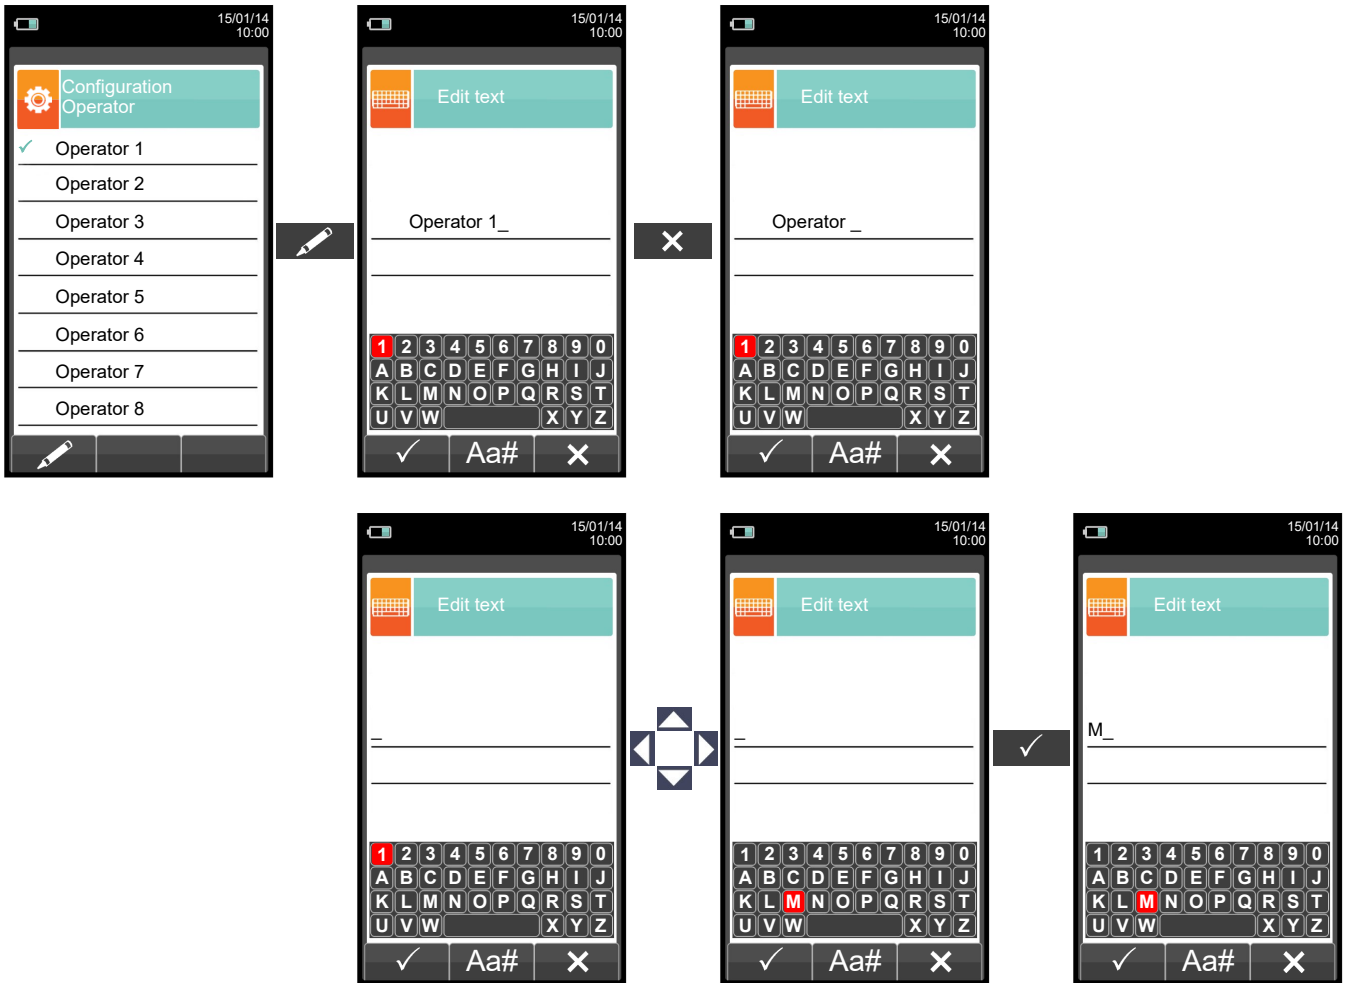 15/01/14
10:00
Configuration
Operator
Operator 1
Operator 2
Operator 3
Operator 4
Operator 5
Operator 6
Operator 7
Operator 8
15/01/14
10:00
Edit text
Operator 1_
1 2 3 4 5 6 7 8 9 0
A B C D E F G H I J
K L M N O P Q R S T
U V W X Y Z
Aa#
15/01/14
10:00
Edit text
Operator _
1 2 3 4 5 6 7 8 9 0
A B C D E F G H I J
K L M N O P Q R S T
U V W X Y Z
Aa#
15/01/14
10:00
Edit text
_
1 2 3 4 5 6 7 8 9 0
A B C D E F G H I J
K L M N O P Q R S T
U V W X Y Z
Aa#
15/01/14
10:00
Edit text
_
1 2 3 4 5 6 7 8 9 0
A B C D E F G H I J
K L M N O P Q R S T
U V W X Y Z
Aa#
15/01/14
10:00
Edit text
M_
1 2 3 4 5 6 7 8 9 0
A B C D E F G H I J
K L M N O P Q R S T
U V W X Y Z
Aa#